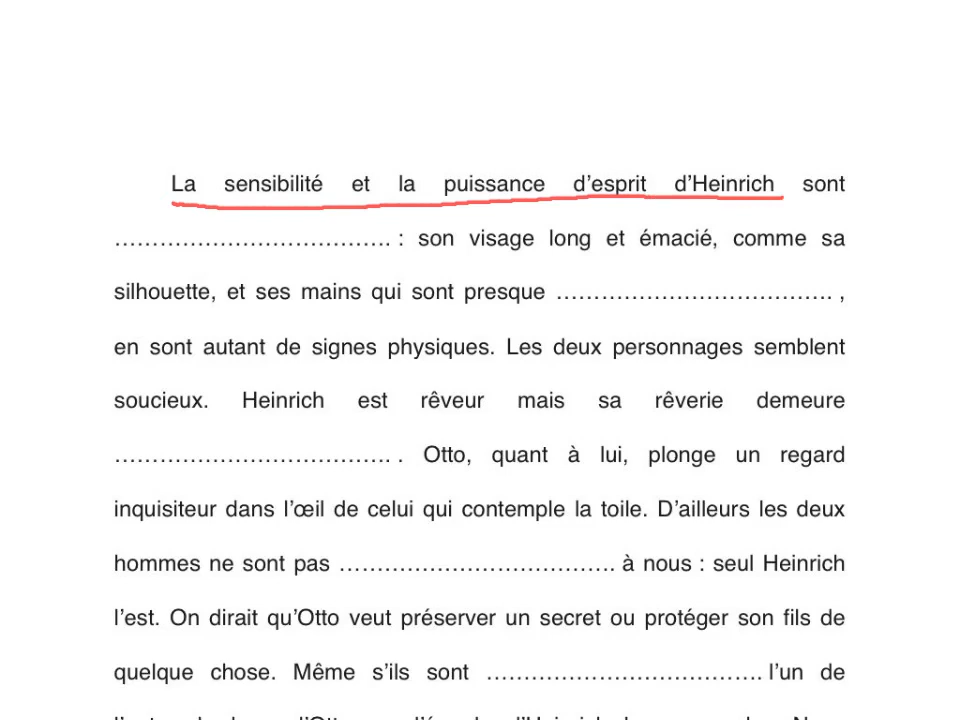 La sensibilité et la puissance d’esprit d’Heinrich sont
………………………………. : son visage long et émacié, comme sa
silhouette, et ses mains qui sont presque ………………………………. ,
en sont autant de signes physiques. Les deux personnages semblent
soucieux. Heinrich est rêveur mais sa rêverie demeure
………………………………. . Otto, quant à lui, plonge un regard
inquisiteur dans l’œil de celui qui contemple la toile. D’ailleurs les deux
hommes ne sont pas ………………………………. à nous : seul Heinrich
l’est. On dirait qu’Otto veut préserver un secret ou protéger son fils de
quelque chose. Même s’ils sont ………………………………. l’un de